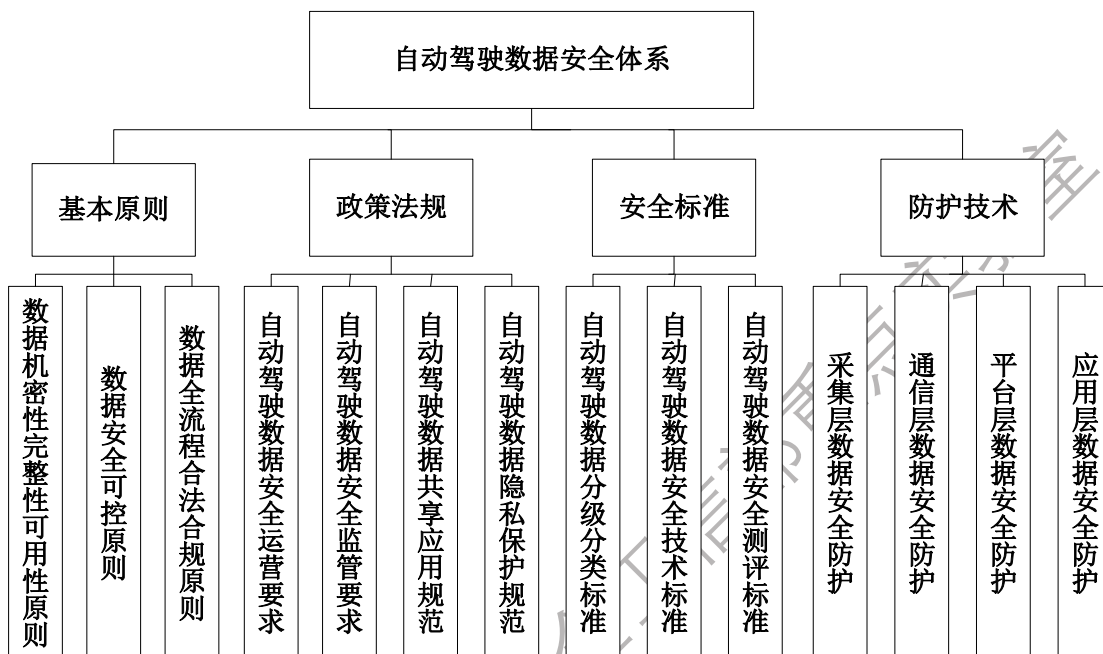 自动驾驶数据安全体系
基本原则
政策法规
安全标准
防护技术
数据机密性完整性可用性原则
数据安全可控原则
数据全流程合法合规原则
自动驾驶数据安全运营要求
自动驾驶数据安全监管要求
自动驾驶数据共享应用规范
自动驾驶数据隐私保护规范
自动驾驶数据分级分类标准
自动驾驶数据安全技术标准
自动驾驶数据安全测评标准
采集层数据安全防护
通信层数据安全防护
平台层数据安全防护
应用层数据安全防护